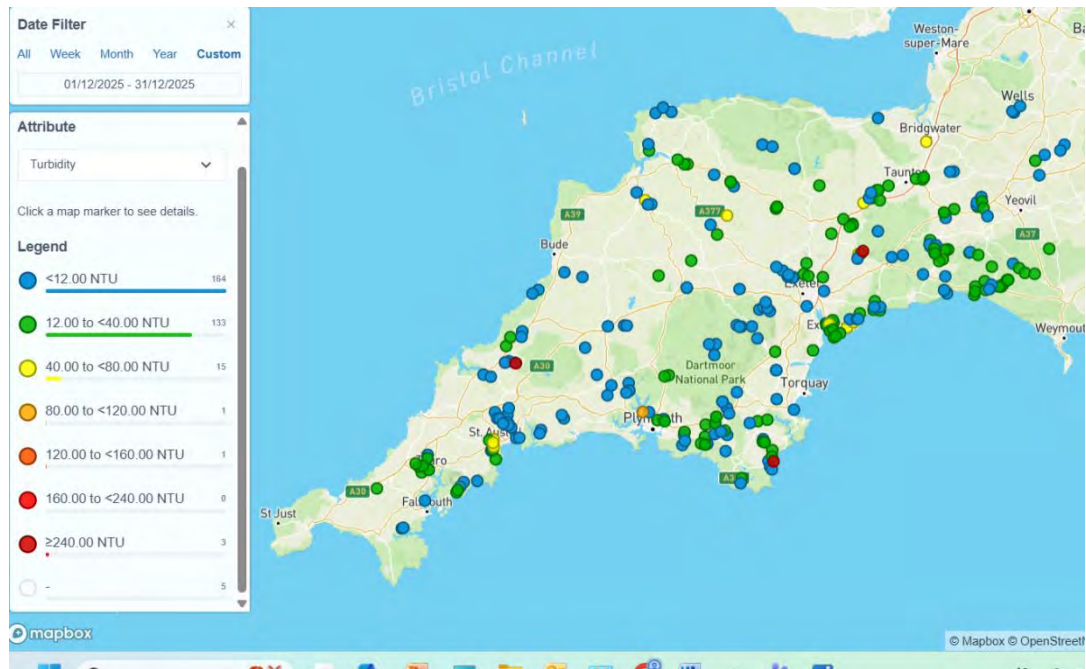 Date Filter ×
All Week Month Year Custom
01/12/2025 - 31/12/2025
Attribute
Turbidity
Click a map marker to see details.
Legend
<12.00 NTU 164
12.00 to <40.00 NTU 133
40.00 to <80.00 NTU 15
80.00 to <120.00 NTU 1
120.00 to <160.00 NTU 1
160.00 to <240.00 NTU 0
≥240.00 NTU 3
- 5
mapbox
Bristol Channel
Weston-
super-Mare
Ba
Wells
Bridgwater
Taunton
Yeovil
A39
A377
A37
Bude
Exeter
Ex
Weymout
A30
Dartmoor
National Park
Torquay
Plymouth
St. Austell
Truro
A30
A3
Falmouth
St Just
© Mapbox © OpenStreetM